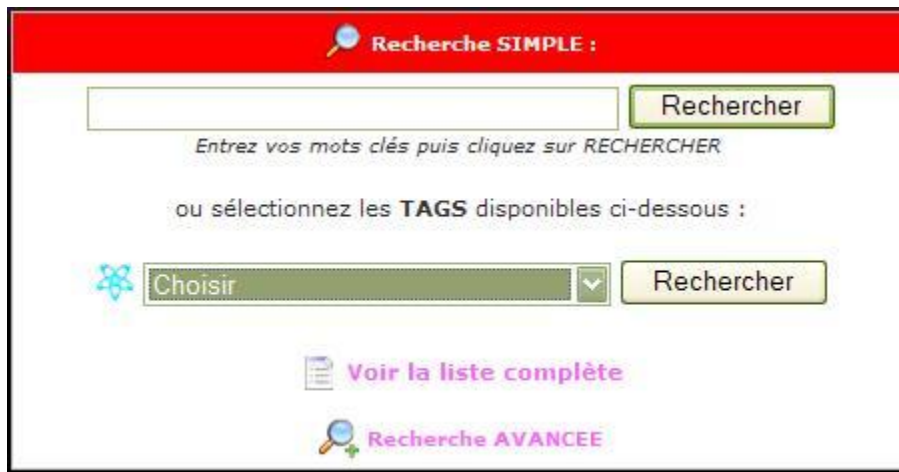 Recherche SIMPLE :
Rechercher
Entrez vos mots clés puis cliquez sur RECHERCHER
ou sélectionnez les TAGS disponibles ci-dessous :
Choisir Rechercher
Voir la liste complète
Recherche AVANCEE